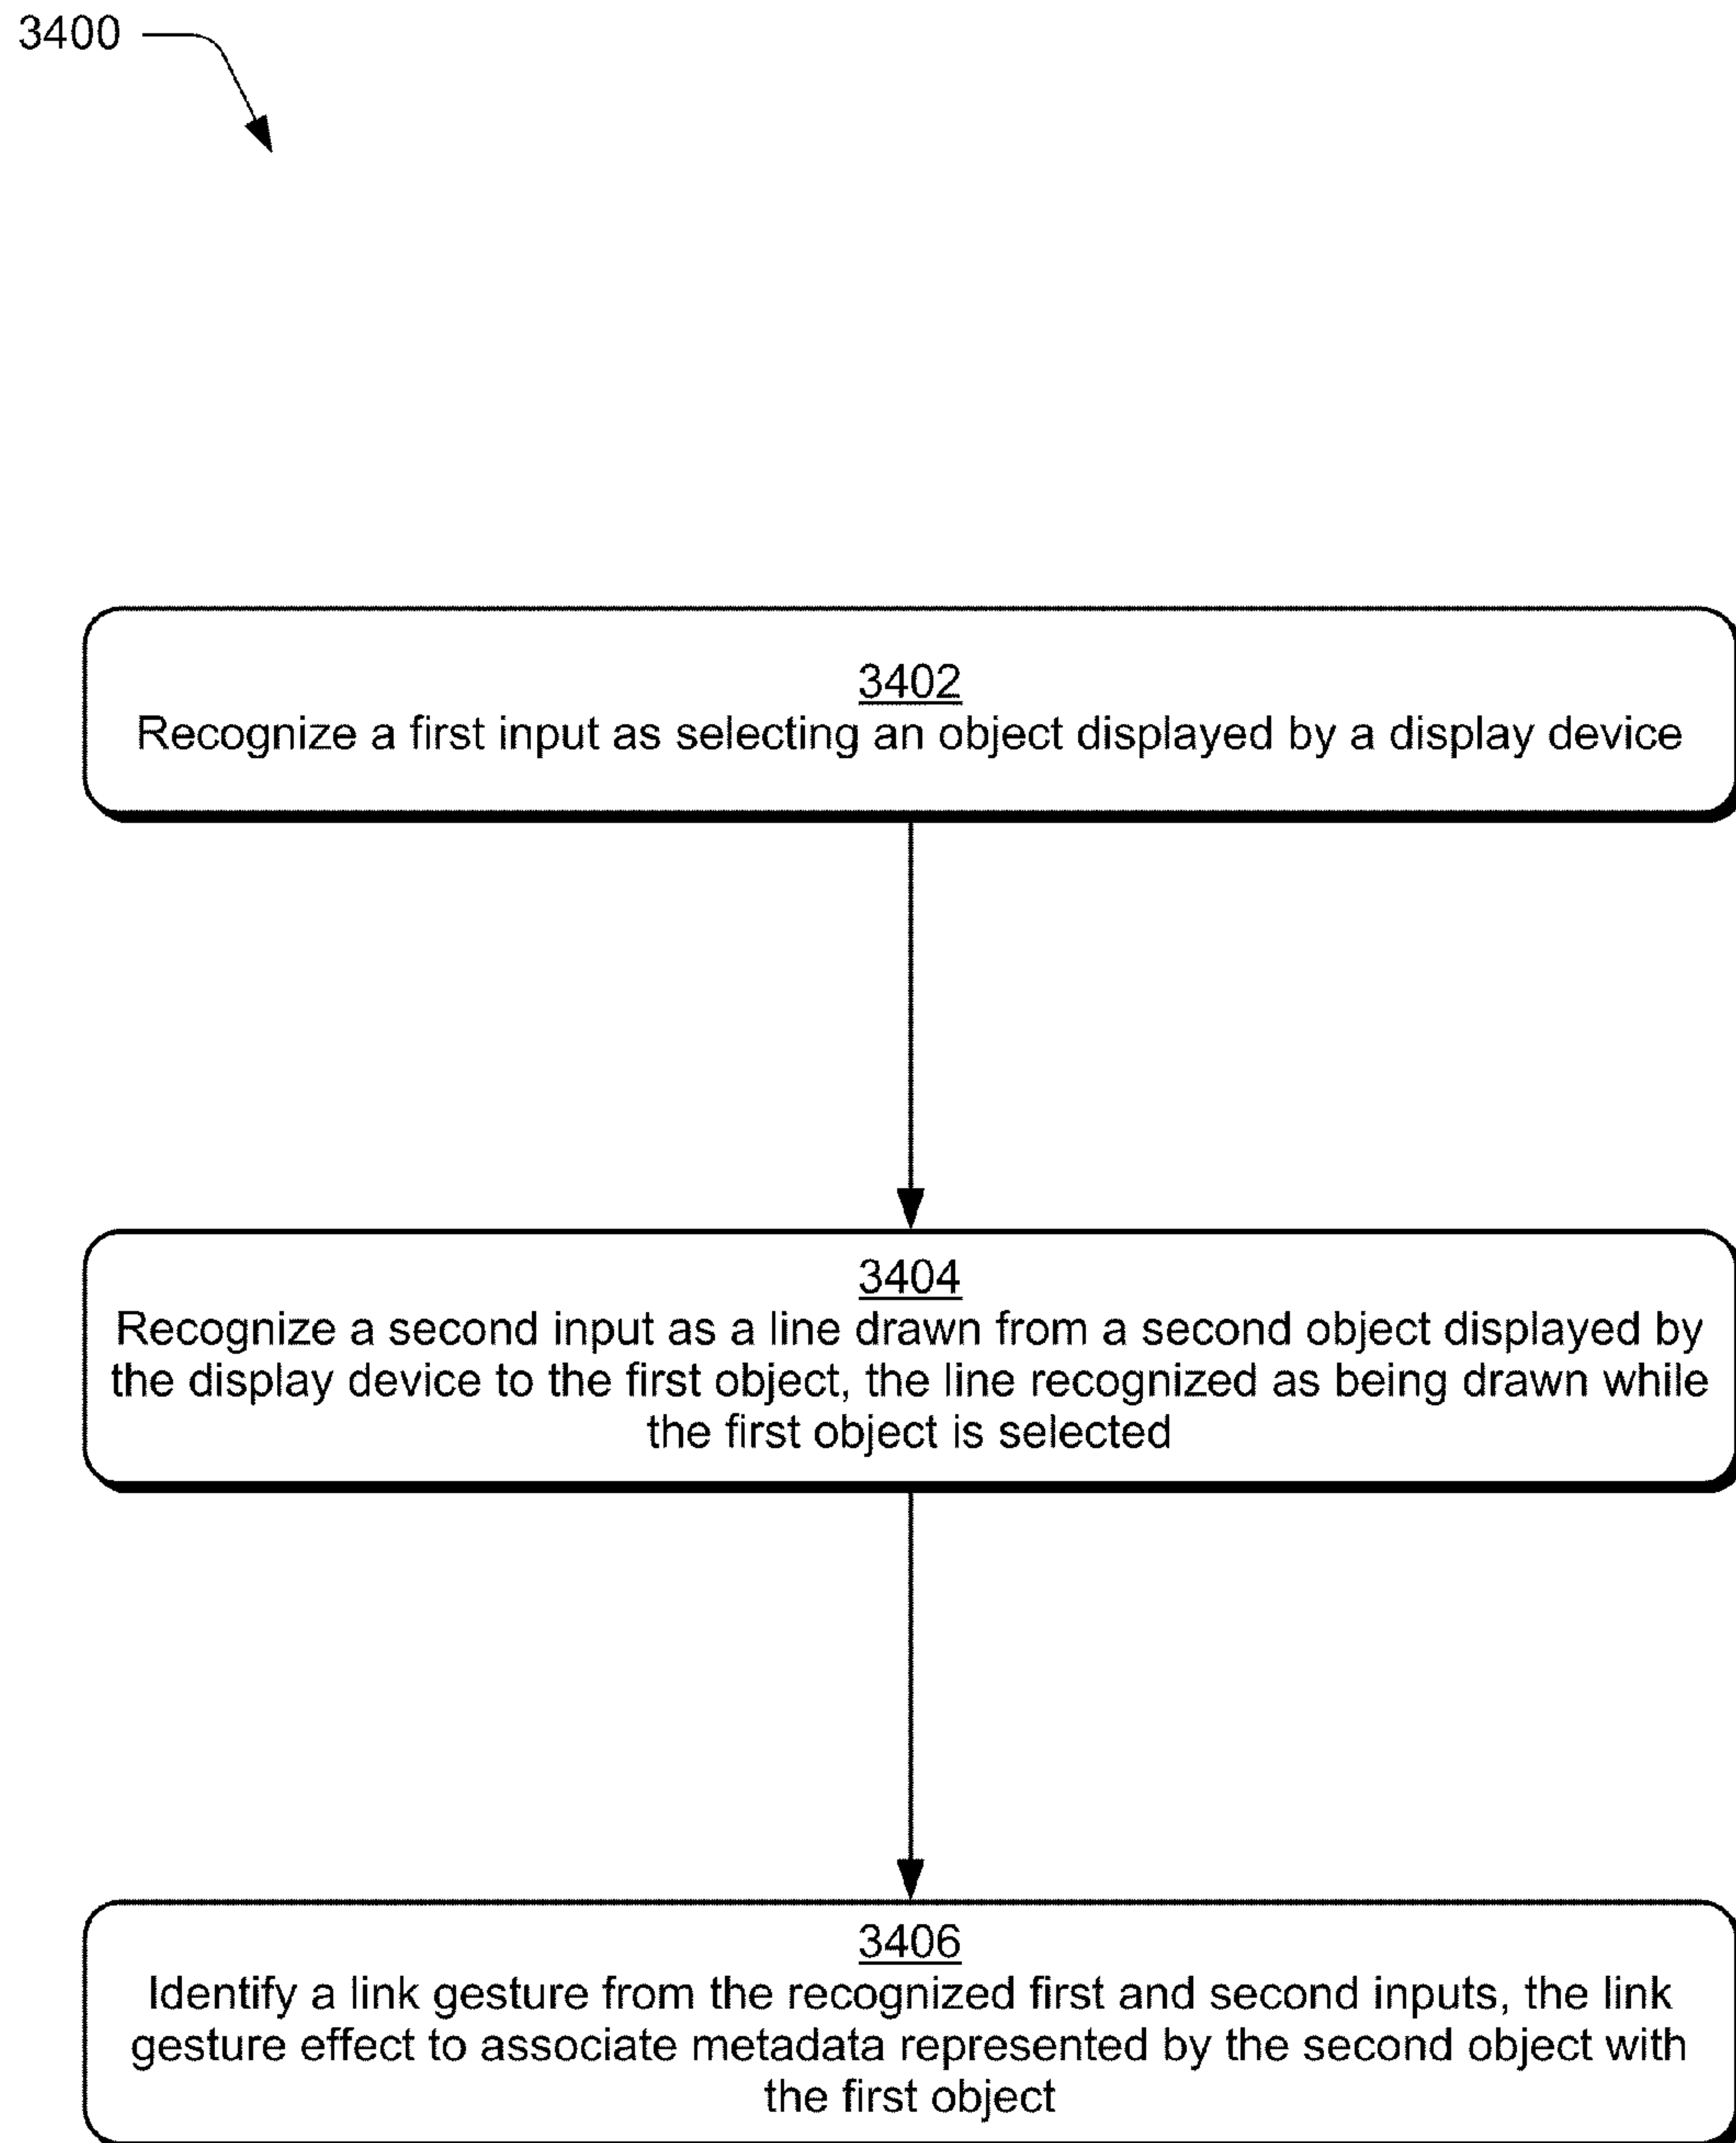 3400
3402
Recognize a first input as selecting an object displayed by a display device
3404
Recognize a second input as a line drawn from a second object displayed by
the display device to the first object, the line recognized as being drawn while
the first object is selected
3406
Identify a link gesture from the recognized first and second inputs, the link
gesture effect to associate metadata represented by the second object with
the first object